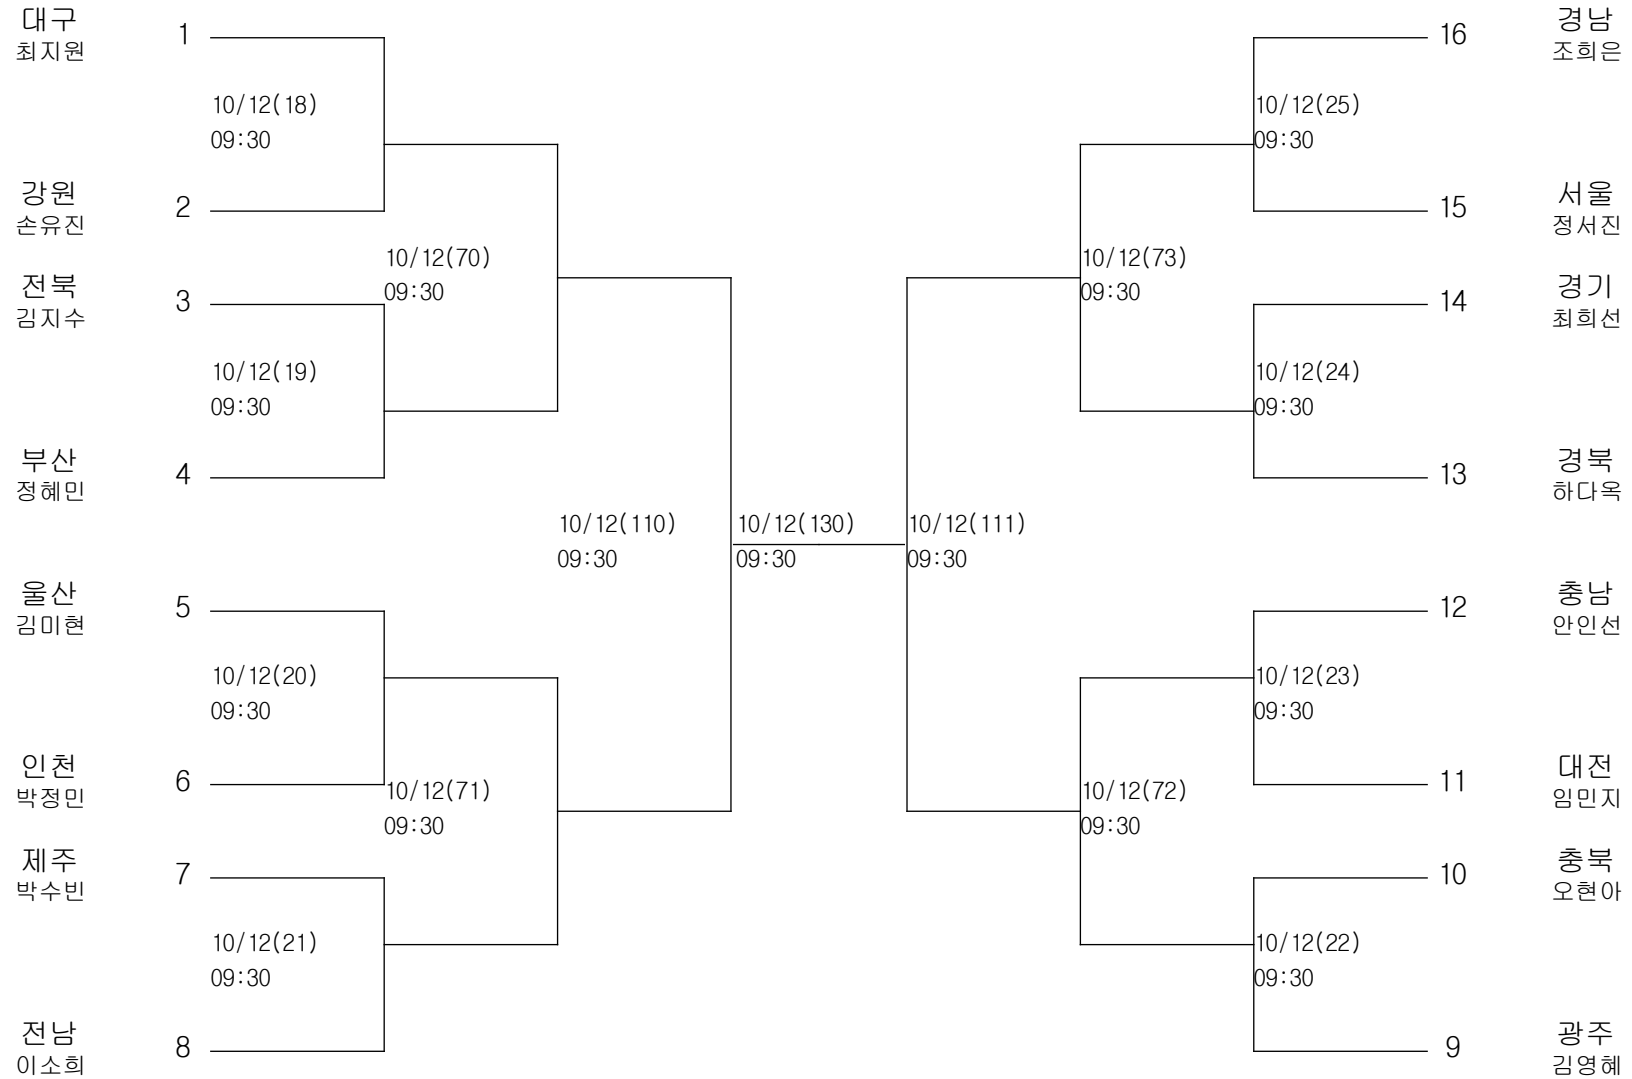 대구
최지원
1
10/12(18)
09:30
강원
손유진
2
10/12(70)
09:30
전북
김지수
3
10/12(19)
09:30
부산
정혜민
4
10/12(110)
09:30
울산
김미현
5
10/12(20)
09:30
인천
박정민
6
10/12(71)
09:30
제주
박수빈
7
10/12(21)
09:30
전남
이소희
8
10/12(130)
09:30
16
경남
조희은
10/12(25)
09:30
15
서울
정서진
10/12(73)
09:30
14
경기
최희선
10/12(24)
09:30
13
경북
하다옥
10/12(111)
09:30
12
충남
안인선
10/12(23)
09:30
11
대전
임민지
10/12(72)
09:30
10
충북
오현아
10/12(22)
09:30
9
광주
김영혜